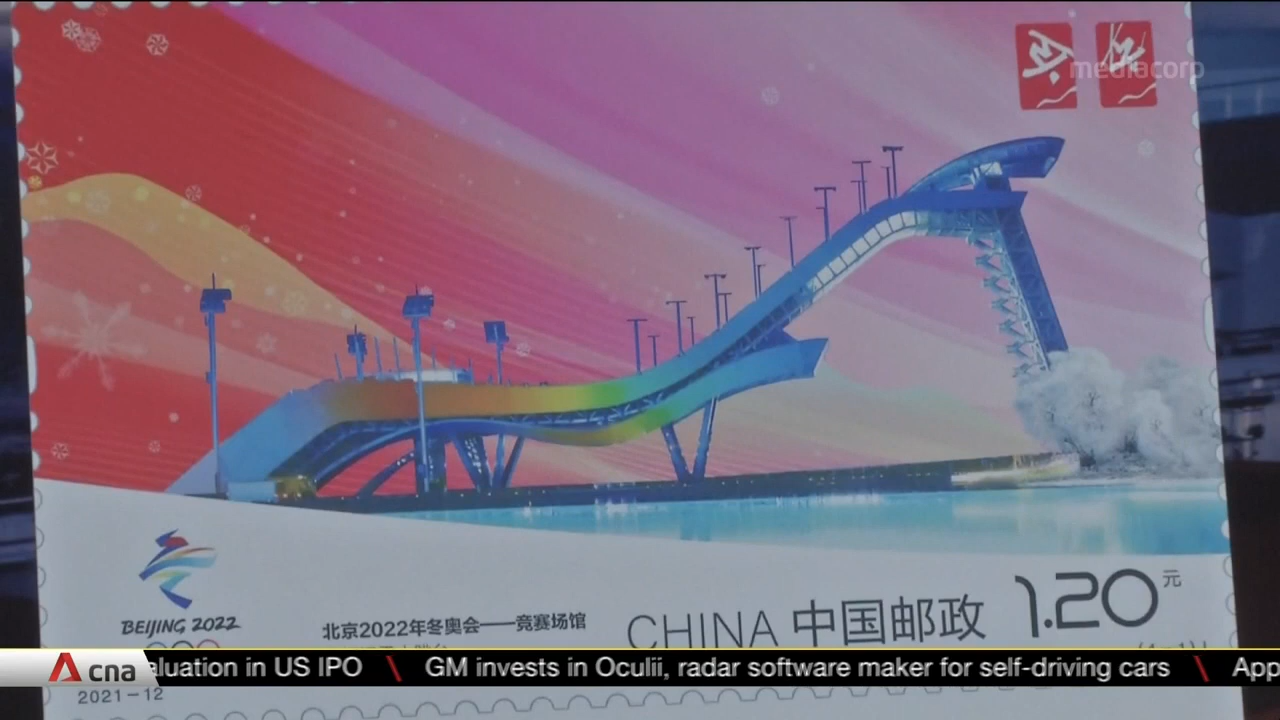 mediacorp
BEIJING 2022
北京2022年冬奥会——竞赛场馆
CHINA 中国邮政
1.20元
cna
aluation in US IPO \ GM invests in Oculii, radar software maker for self-driving cars \ App
2021-12